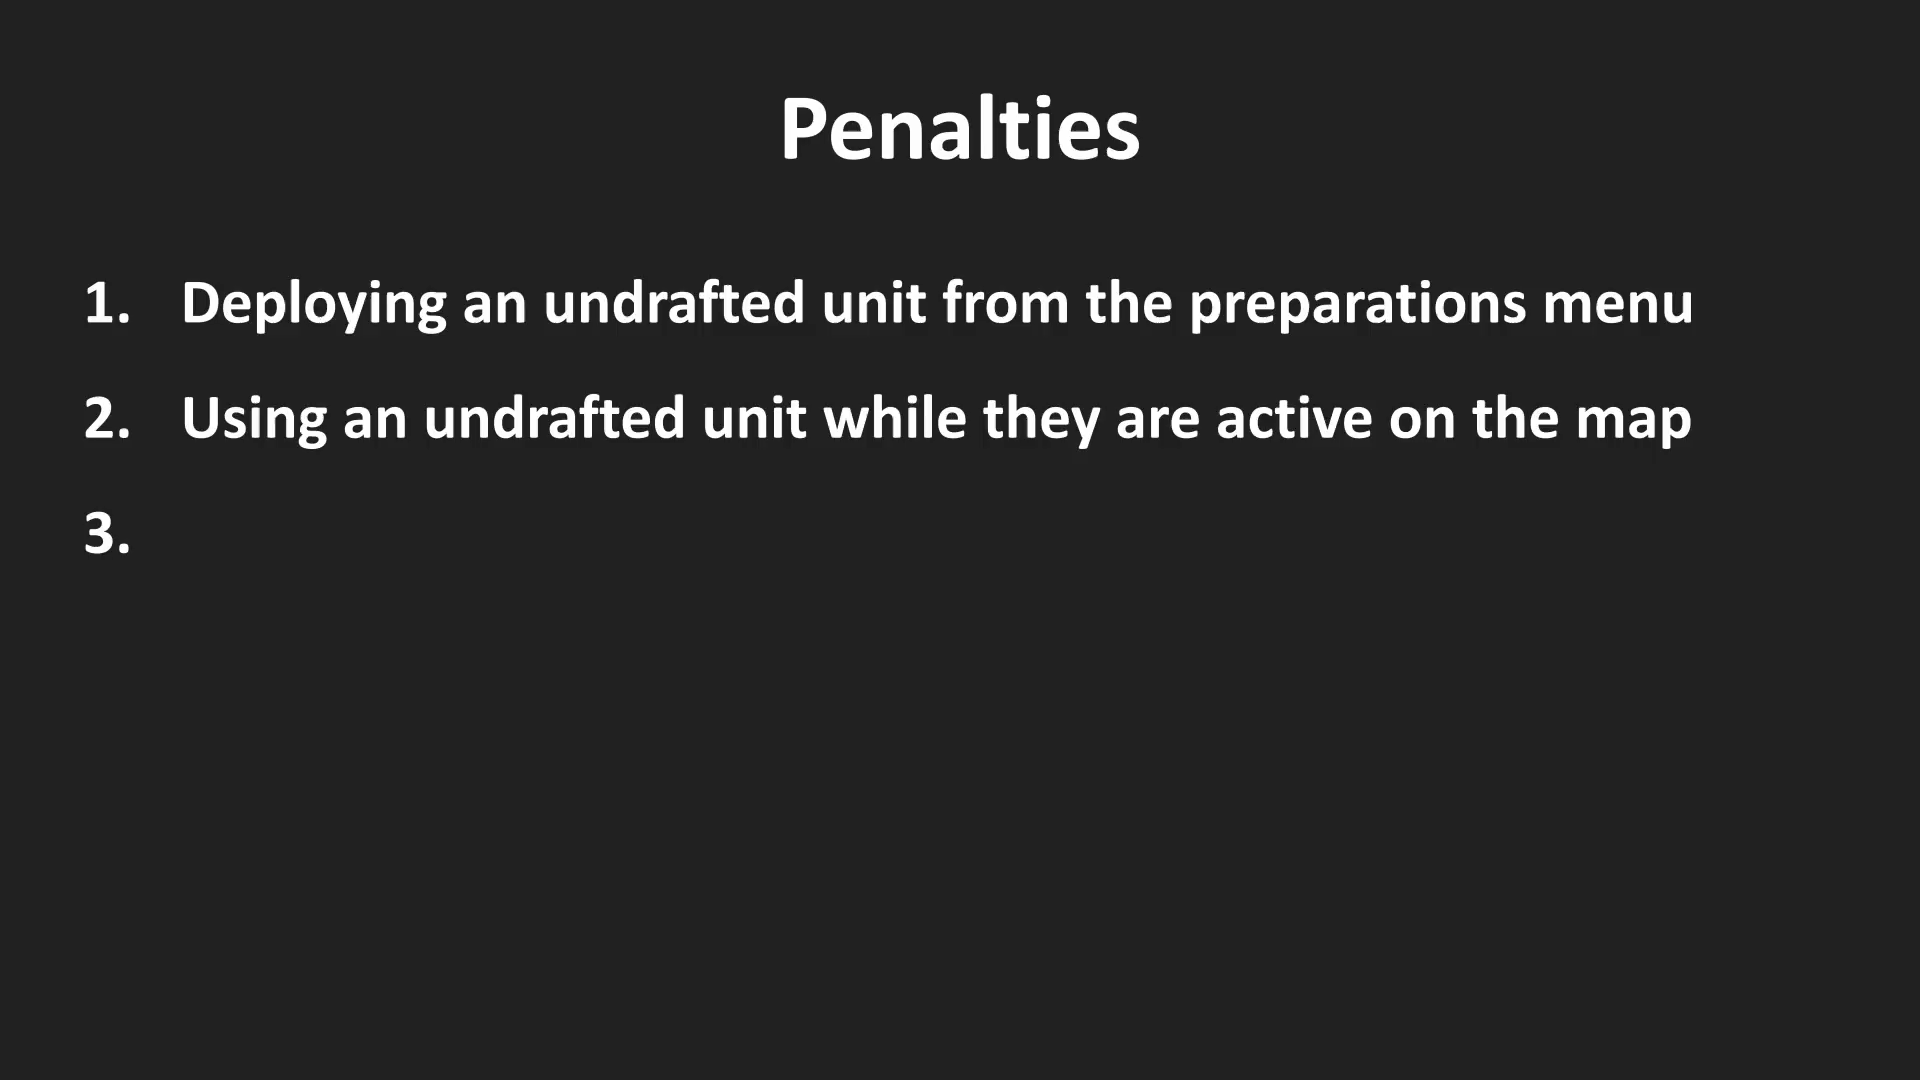 Penalties
1. Deploying an undrafted unit from the preparations menu
2. Using an undrafted unit while they are active on the map
3.